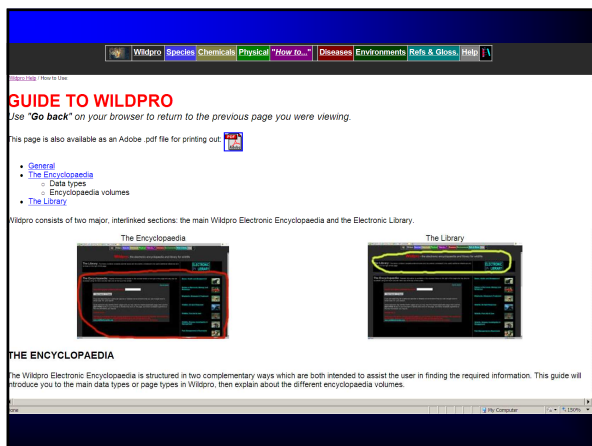 Wildpro Species Chemicals Physical "How to..." Diseases Environments Refs & Gloss. Help
Wildpro Help / How to Use
GUIDE TO WILDPRO
Use "Go back" on your browser to return to the previous page you were viewing.
This page is also available as an Adobe .pdf file for printing out:
General
The Encyclopaedia
Data types
Encyclopaedia volumes
The Library
Wildpro consists of two major, interlinked sections: the main Wildpro Electronic Encyclopaedia and the Electronic Library.
The Encyclopaedia The Library
THE ENCYCLOPAEDIA
The Wildpro Electronic Encyclopaedia is structured in two complementary ways which are both intended to assist the user in finding the required information. This guide will
introduce you to the main data types or page types in Wildpro, then explain about the different encyclopaedia volumes.
My Computer 150%